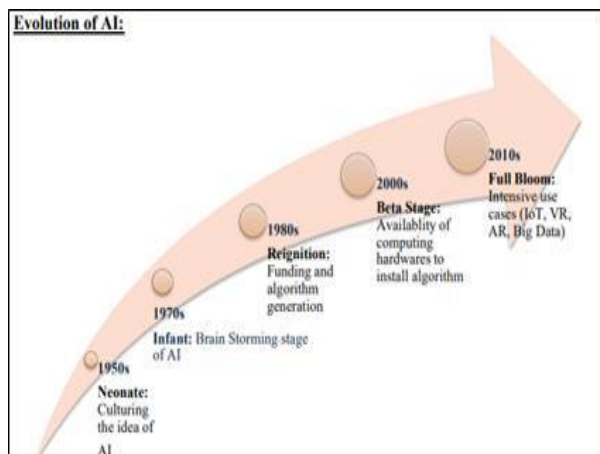 Evolution of AI:
2010s
Full Bloom:
Intensive use
cases (IoT, VR,
AR, Big Data)
2000s
Beta Stage:
Availablity of
computing
hardwares to
install algorithm
1980s
Reignition:
Funding and
algorithm
generation
1970s
Infant: Brain Storming stage
of AI
1950s
Neonate:
Culturing
the idea of
AI